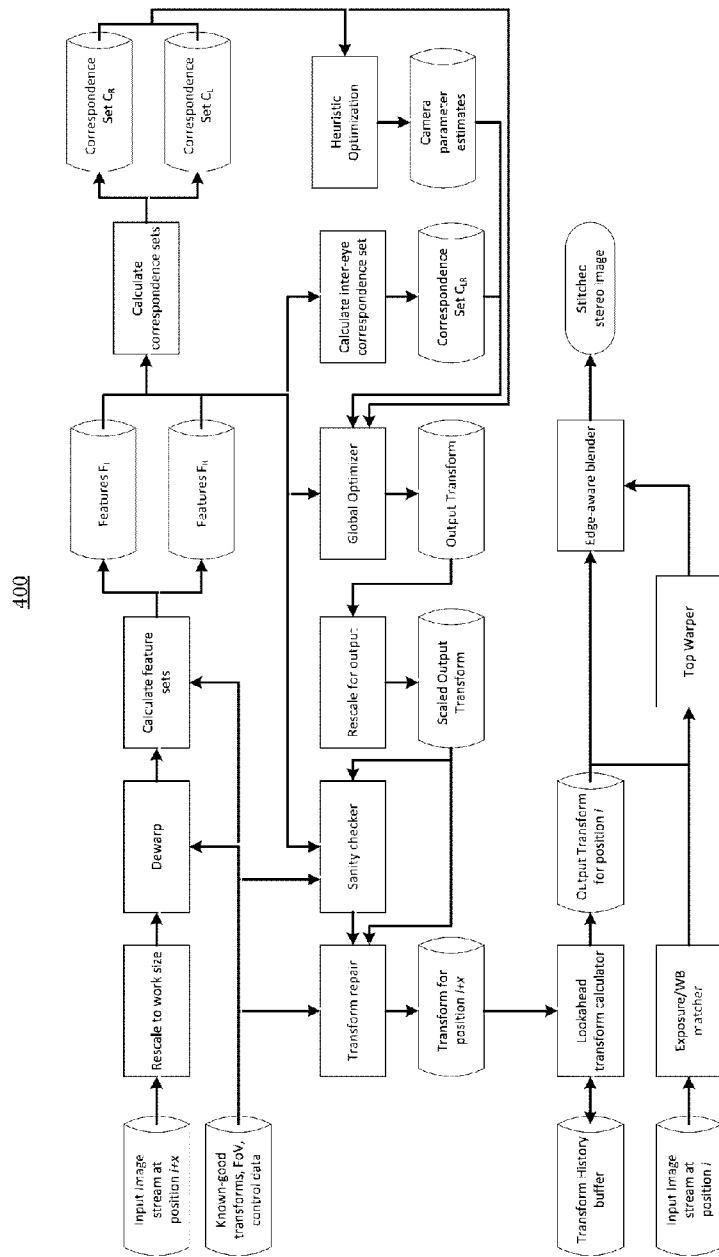 400
Input Image
stream at
position i+x
Rescale to work size
Dewarp
Calculate feature
sets
Features FL
Features FR
Calculate
correspondence sets
Correspondence
Set CR
Correspondence
Set CL
Known-good
transforms, FoV,
control data
Transform repair
Sanity checker
Rescale for output
Global Optimizer
Calculate inter-eye
correspondence set
Heuristic
Optimization
Transform for
position i+x
Scaled Output
Transform
Output Transform
Correspondence
Set CLR
Camera
parameter
estimates
Transform History
buffer
Lookahead
transform calculator
Output Transform
for position i
Edge-aware blender
Stitched
stereo image
Input Image
stream at
position i
Exposure/WB
matcher
Top Warper